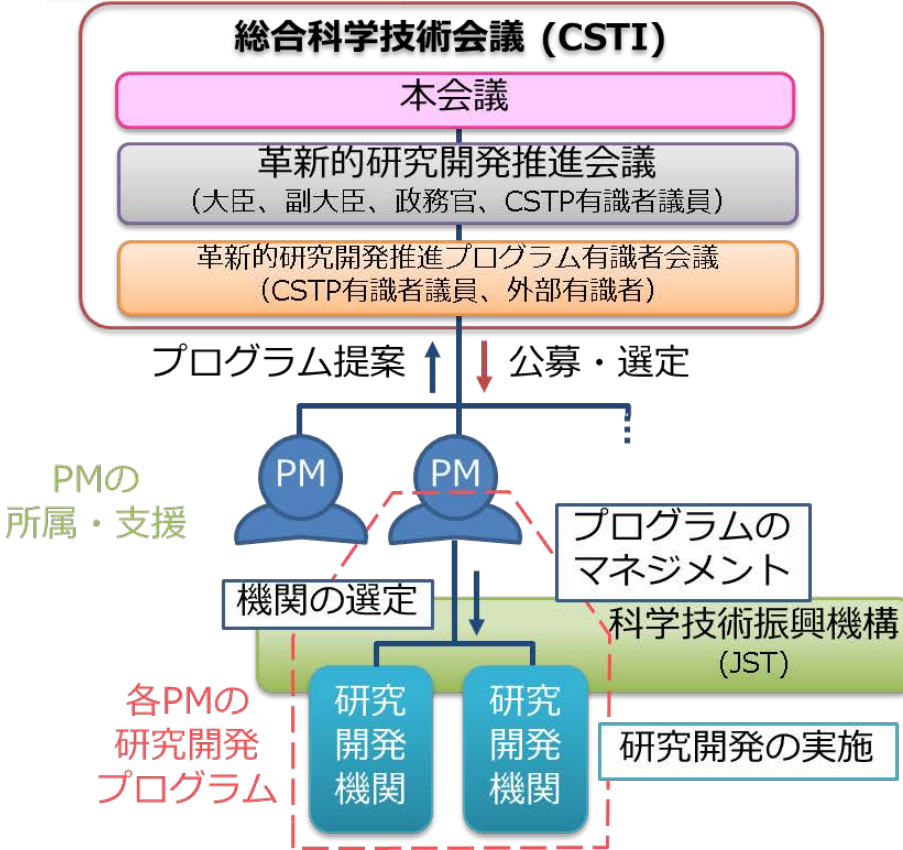 総合科学技術会議 (CSTI)
本会議
革新的研究開発推進会議
（大臣、副大臣、政務官、CSTP有識者議員）
革新的研究開発推進プログラム有識者会議
（CSTP有識者議員、外部有識者）
プログラム提案
公募・選定
PM
PM
PMの
所属・支援
プログラムの
マネジメント
機関の選定
科学技術振興機構
(JST)
各PMの
研究開発
プログラム
研究
開発
機関
研究
開発
機関
研究開発の実施